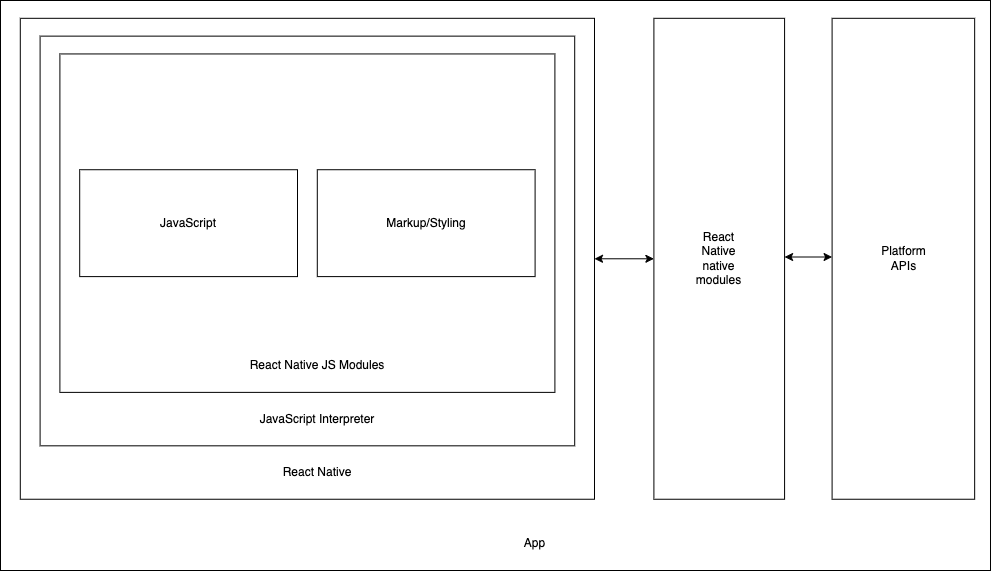 JavaScript
Markup/Styling
React
Native
native
modules
Platform
APIs
React Native JS Modules
JavaScript Interpreter
React Native
App